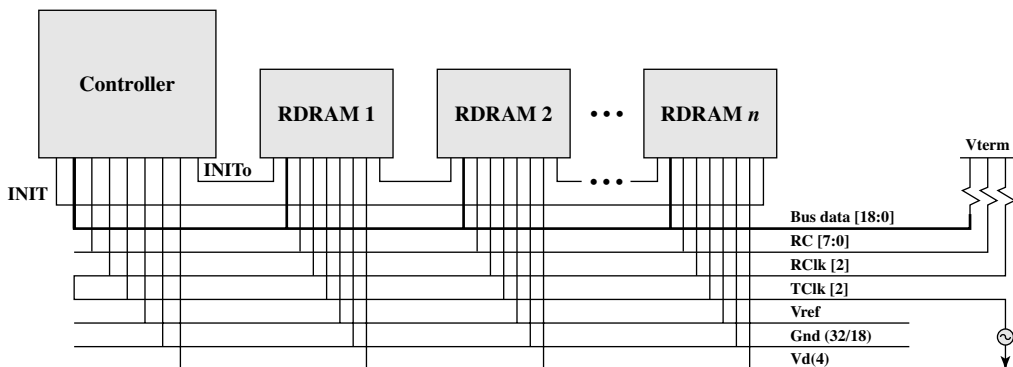 Controller
RDRAM 1
RDRAM 2
•••
RDRAM n
INITo
•••
Vterm
INIT
Bus data [18:0]
RC [7:0]
RClk [2]
TClk [2]
Vref
Gnd (32/18)
Vd(4)